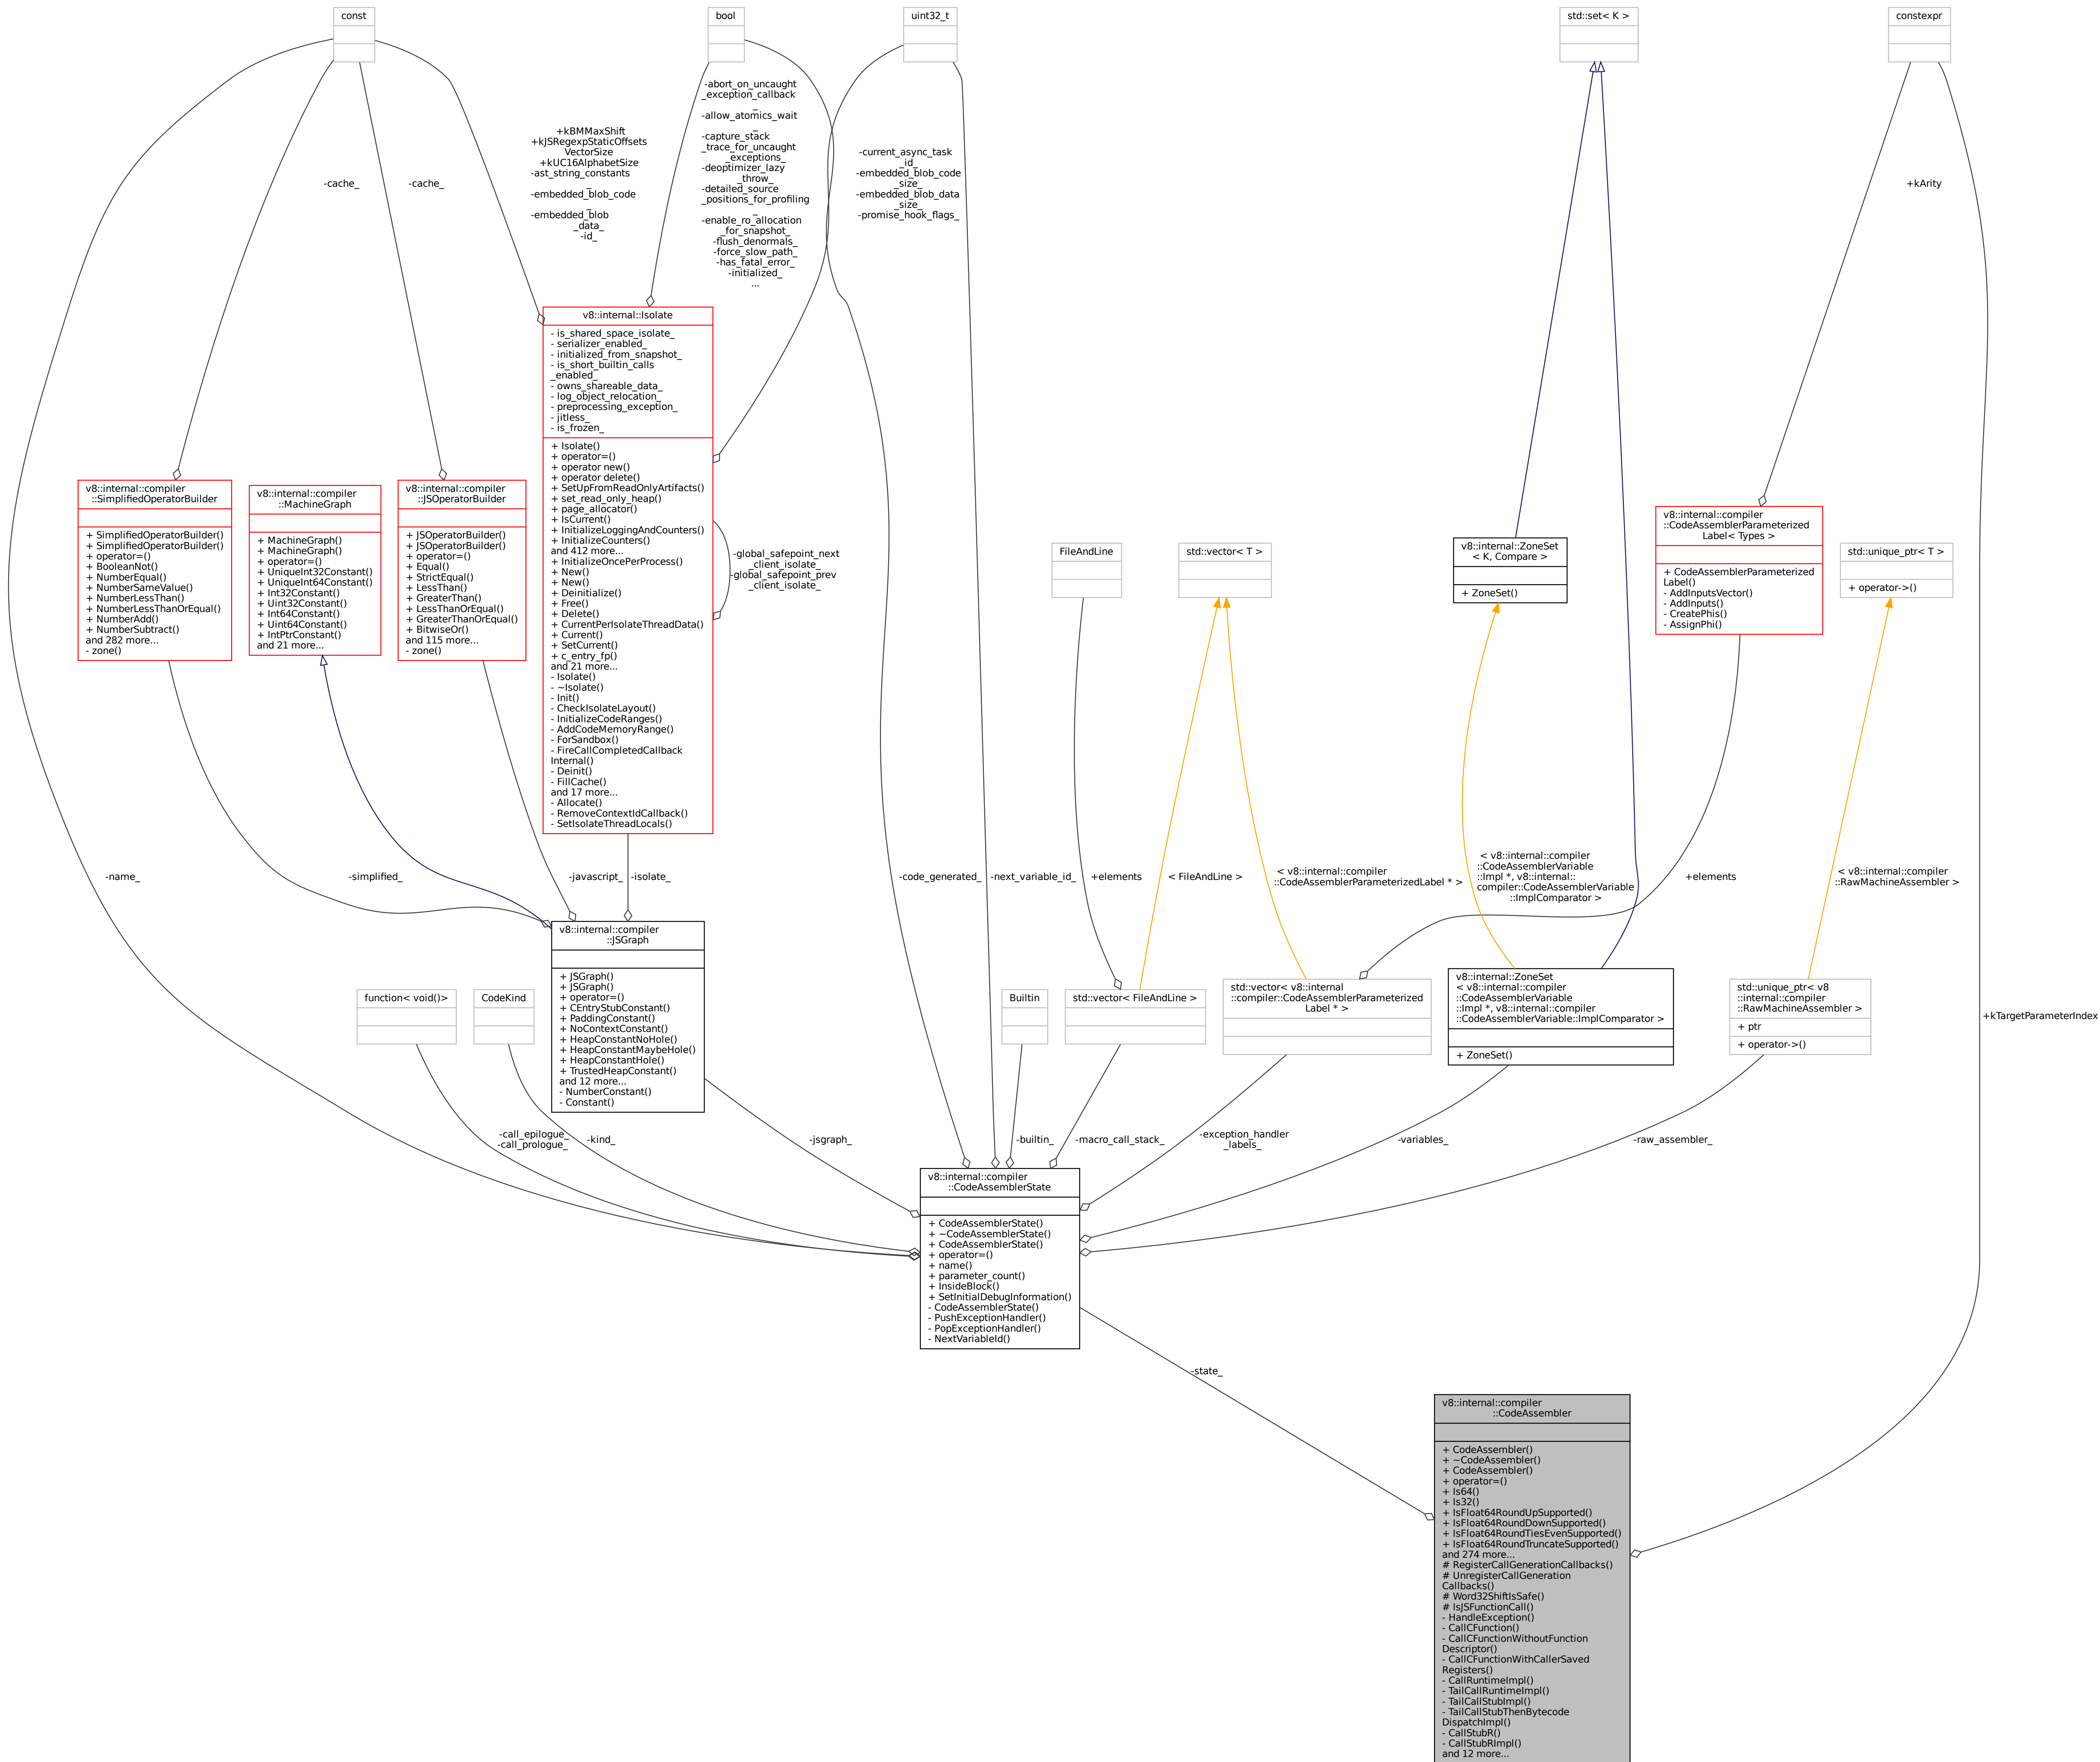 const
bool
uint32_t
std::set< K >
constexpr
-abort_on_uncaught
_exception_callback
_
-allow_atomics_wait
_
-capture_stack
_trace_for_uncaught
_exceptions_
-deoptimizer_lazy
_throw_
-detailed_source
_positions_for_profiling
_
-enable_ro_allocation
_for_snapshot_
-flush_denormals_
-force_slow_path_
-has_fatal_error_
-initialized_
...
+kBMMaxShift
+kJSRegexpStaticOffsets
VectorSize
+kUC16AlphabetSize
-ast_string_constants
_
-embedded_blob_code
_
-embedded_blob
_data_
-id_
-current_async_task
_id_
-embedded_blob_code
_size_
-embedded_blob_data
_size_
-promise_hook_flags_
-cache_
-cache_
+kArity
v8::internal::Isolate
- is_shared_space_isolate_
- serializer_enabled_
- initialized_from_snapshot_
- is_short_builtin_calls
_enabled_
- owns_shareable_data_
- log_object_relocation_
- preprocessing_exception_
- jitless_
- is_frozen_
+ Isolate()
+ operator=()
+ operator new()
+ operator delete()
+ SetUpFromReadOnlyArtifacts()
+ set_read_only_heap()
+ page_allocator()
+ IsCurrent()
+ InitializeLoggingAndCounters()
+ InitializeCounters()
and 412 more...
+ InitializeOncePerProcess()
+ New()
+ New()
+ Deinitialize()
+ Free()
+ Delete()
+ CurrentPerIsolateThreadData()
+ Current()
+ SetCurrent()
+ c_entry_fp()
and 21 more...
- Isolate()
- ~Isolate()
- Init()
- CheckIsolateLayout()
- InitializeCodeRanges()
- AddCodeMemoryRange()
- ForSandbox()
- FireCallCompletedCallback
Internal()
- Deinit()
- FillCache()
and 17 more...
- Allocate()
- RemoveContextIdCallback()
- SetIsolateThreadLocals()
v8::internal::compiler
::SimplifiedOperatorBuilder
+ SimplifiedOperatorBuilder()
+ SimplifiedOperatorBuilder()
+ operator=()
+ BooleanNot()
+ NumberEqual()
+ NumberSameValue()
+ NumberLessThan()
+ NumberLessThanOrEqual()
+ NumberAdd()
+ NumberSubtract()
and 282 more...
- zone()
v8::internal::compiler
::MachineGraph
+ MachineGraph()
+ MachineGraph()
+ operator=()
+ UniqueInt32Constant()
+ UniqueInt64Constant()
+ Int32Constant()
+ Uint32Constant()
+ Int64Constant()
+ Uint64Constant()
+ IntPtrConstant()
and 21 more...
v8::internal::compiler
::JSOperatorBuilder
+ JSOperatorBuilder()
+ JSOperatorBuilder()
+ operator=()
+ Equal()
+ StrictEqual()
+ LessThan()
+ GreaterThan()
+ LessThanOrEqual()
+ GreaterThanOrEqual()
+ BitwiseOr()
and 115 more...
- zone()
-global_safepoint_next
_client_isolate_
-global_safepoint_prev
_client_isolate_
FileAndLine
std::vector< T >
v8::internal::ZoneSet
< K, Compare >
+ ZoneSet()
v8::internal::compiler
::CodeAssemblerParameterized
Label< Types >
+ CodeAssemblerParameterized
Label()
- AddInputsVector()
- AddInputs()
- CreatePhis()
- AssignPhi()
std::unique_ptr< T >
+ operator->()
-name_
-simplified_
-javascript_
-isolate_
-code_generated_
-next_variable_id_
+elements
< FileAndLine >
< v8::internal::compiler
::CodeAssemblerParameterizedLabel * >
< v8::internal::compiler
::CodeAssemblerVariable
::Impl *, v8::internal::
compiler::CodeAssemblerVariable
::ImplComparator >
+elements
< v8::internal::compiler
::RawMachineAssembler >
v8::internal::compiler
::JSGraph
+ JSGraph()
+ JSGraph()
+ operator=()
+ CEntryStubConstant()
+ PaddingConstant()
+ NoContextConstant()
+ HeapConstantNoHole()
+ HeapConstantMaybeHole()
+ HeapConstantHole()
+ TrustedHeapConstant()
and 12 more...
- NumberConstant()
- Constant()
function< void()>
CodeKind
Builtin
std::vector< FileAndLine >
std::vector< v8::internal
::compiler::CodeAssemblerParameterized
Label * >
v8::internal::ZoneSet
< v8::internal::compiler
::CodeAssemblerVariable
::Impl *, v8::internal::compiler
::CodeAssemblerVariable::ImplComparator >
+ ZoneSet()
std::unique_ptr< v8
::internal::compiler
::RawMachineAssembler >
+ ptr
+ operator->()
+kTargetParameterIndex
-call_epilogue_
-call_prologue_
-kind_
-jsgraph_
-builtin_
-macro_call_stack_
-exception_handler
_labels_
-variables_
-raw_assembler_
v8::internal::compiler
::CodeAssemblerState
+ CodeAssemblerState()
+ ~CodeAssemblerState()
+ CodeAssemblerState()
+ operator=()
+ name()
+ parameter_count()
+ InsideBlock()
+ SetInitialDebugInformation()
- CodeAssemblerState()
- PushExceptionHandler()
- PopExceptionHandler()
- NextVariableId()
-state_
v8::internal::compiler
::CodeAssembler
+ CodeAssembler()
+ ~CodeAssembler()
+ CodeAssembler()
+ operator=()
+ Is64()
+ Is32()
+ IsFloat64RoundUpSupported()
+ IsFloat64RoundDownSupported()
+ IsFloat64RoundTiesEvenSupported()
+ IsFloat64RoundTruncateSupported()
and 274 more...
# RegisterCallGenerationCallbacks()
# UnregisterCallGeneration
Callbacks()
# Word32ShiftIsSafe()
# IsJSFunctionCall()
- HandleException()
- CallCFunction()
- CallCFunctionWithoutFunction
Descriptor()
- CallCFunctionWithCallerSaved
Registers()
- CallRuntimeImpl()
- TailCallRuntimeImpl()
- TailCallStubImpl()
- TailCallStubThenBytecode
DispatchImpl()
- CallStubR()
- CallStubRImpl()
and 12 more...